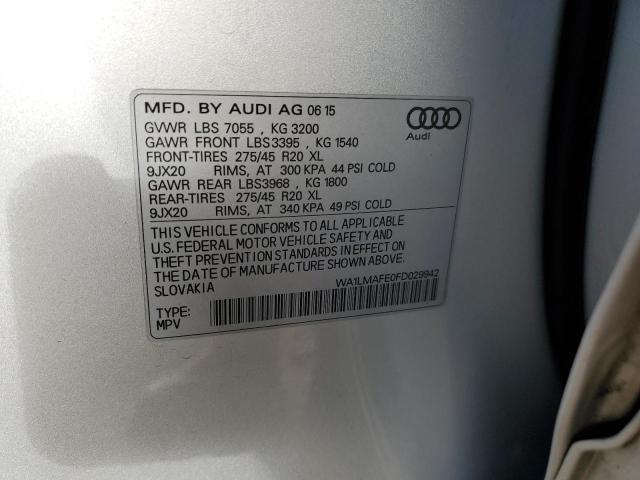 MFD. BY AUDI AG 06 15
GVWR LBS 7055 , KG 3200
GAWR FRONT LBS3395 , KG 1540
FRONT-TIRES 275/45 R20 XL
9JX20 RIMS, AT 300 KPA 44 PSI COLD
GAWR REAR LBS3968 , KG 1800
REAR-TIRES 275/45 R20 XL
9JX20 RIMS, AT 340 KPA 49 PSI COLD
Audi
THIS VEHICLE CONFORMS TO ALL APPLICABLE
U.S. FEDERAL MOTOR VEHICLE SAFETY AND
THEFT PREVENTION STANDARDS IN EFFECT ON
THE DATE OF MANUFACTURE SHOWN ABOVE.
SLOVAKIA
WA1LMAFE0FD029942
TYPE:
MPV